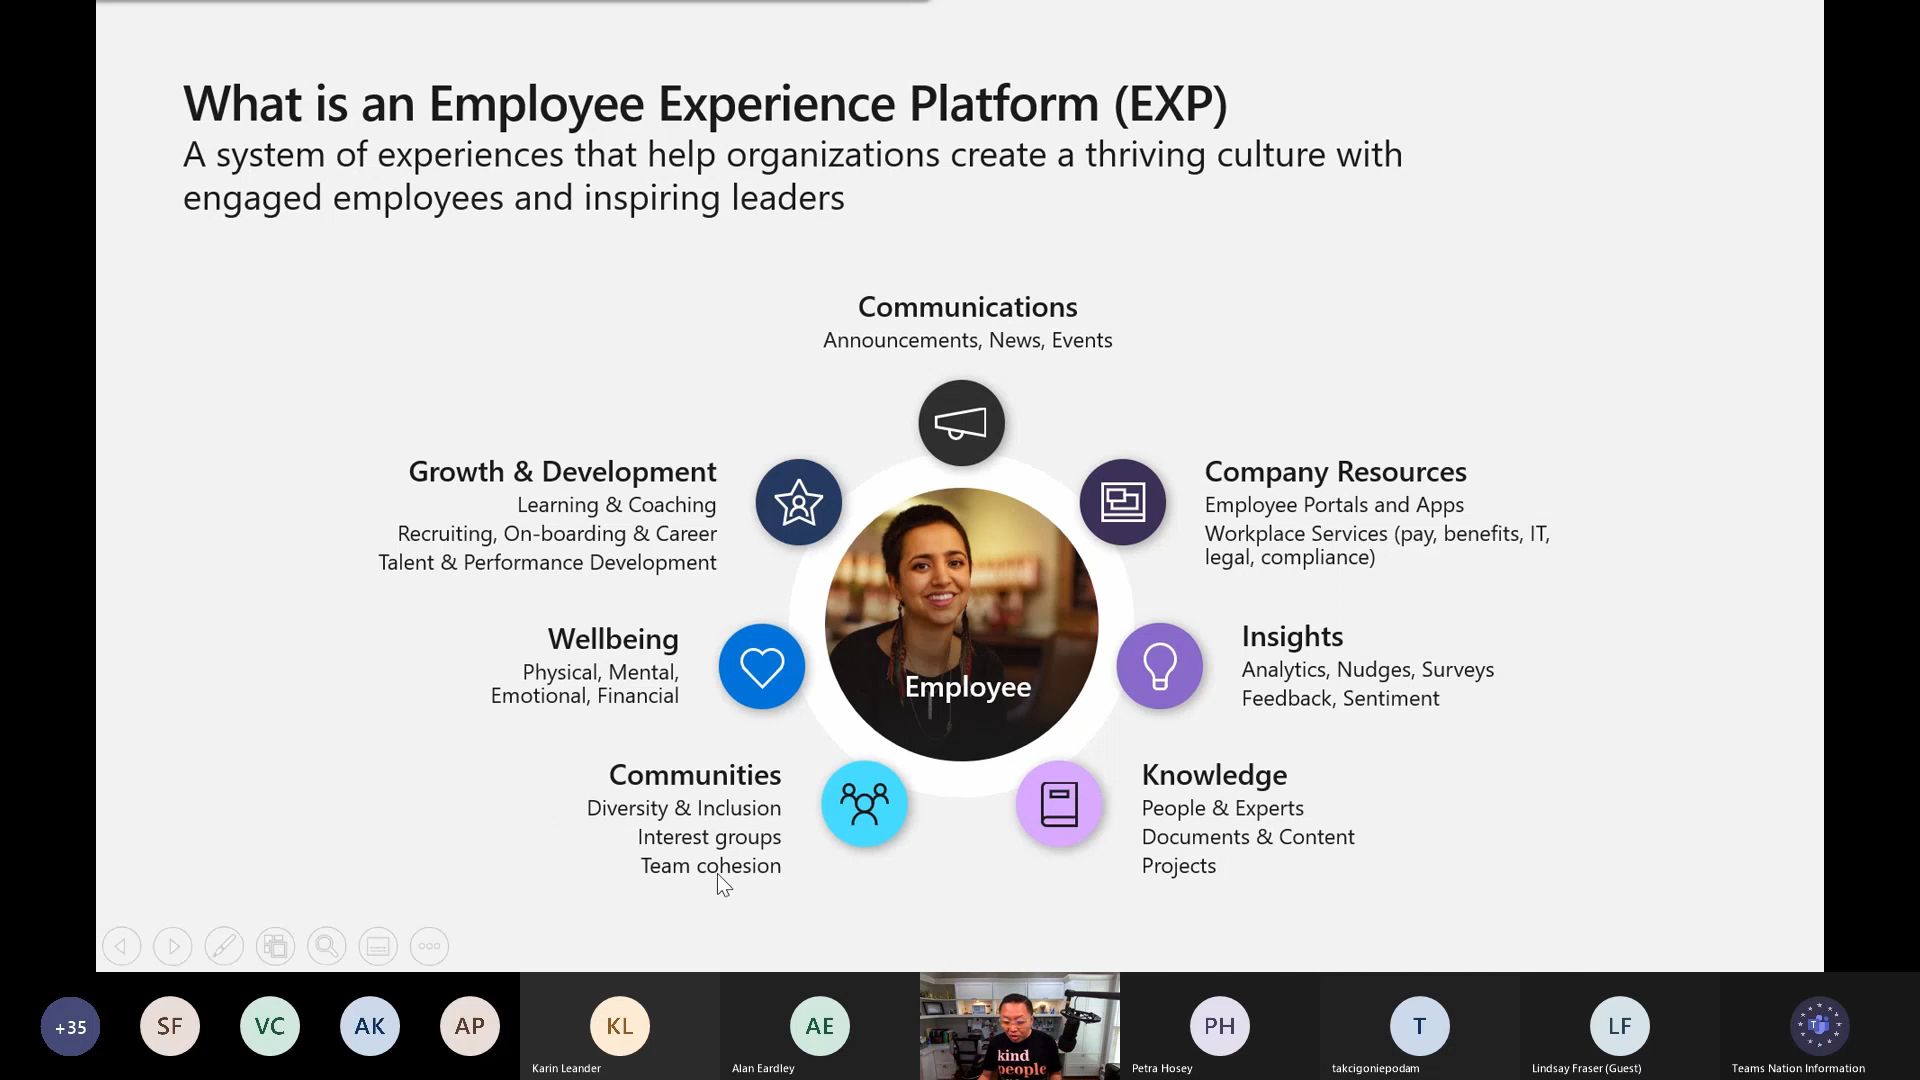 What is an Employee Experience Platform (EXP)
A system of experiences that help organizations create a thriving culture with
engaged employees and inspiring leaders
Communications
Announcements, News, Events
Growth & Development
Learning & Coaching
Recruiting, On-boarding & Career
Talent & Performance Development
Company Resources
Employee Portals and Apps
Workplace Services (pay, benefits, IT,
legal, compliance)
Wellbeing
Physical, Mental,
Emotional, Financial
Employee
Insights
Analytics, Nudges, Surveys
Feedback, Sentiment
Communities
Diversity & Inclusion
Interest groups
Team cohesion
Knowledge
People & Experts
Documents & Content
Projects
+35
SF
VC
AK
AP
KL
Karin Leander
AE
Alan Eardley
kind
people
PH
Petra Hosey
T
takcigoniepodam
LF
Lindsay Fraser (Guest)
T
Teams Nation Information